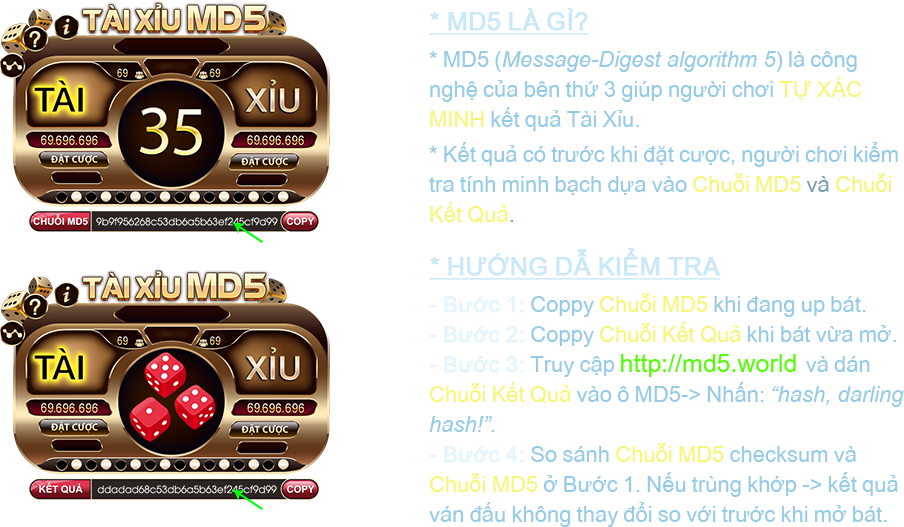 TÀI XỈU MD5
69
69
TÀI
35
XỈU
69.696.696
69.696.696
ĐẶT CƯỢC
ĐẶT CƯỢC
CHUỖI MD5
9b9f956268c53db6a5b63ef245cf9d99
COPY
TÀI XỈU MD5
69
69
TÀI
XỈU
69.696.696
69.696.696
ĐẶT CƯỢC
ĐẶT CƯỢC
KẾT QUẢ
ddadad68c53db6a5b63ef245cf9d99
COPY
* MD5 LÀ GÌ?
* MD5 (Message-Digest algorithm 5) là công
nghệ của bên thứ 3 giúp người chơi TỰ XÁC
MINH kết quả Tài Xỉu.
* Kết quả có trước khi đặt cược, người chơi kiểm
tra tính minh bạch dựa vào Chuỗi MD5 và Chuỗi
Kết Quả.
* HƯỚNG DẪ KIỂM TRA
- Bước 1: Coppy Chuỗi MD5 khi đang up bát.
- Bước 2: Coppy Chuỗi Kết Quả khi bát vừa mở.
- Bước 3: Truy cập http://md5.world và dán
Chuỗi Kết Quả vào ô MD5-> Nhấn: “hash, darling
hash!”.
- Bước 4: So sánh Chuỗi MD5 checksum và
Chuỗi MD5 ở Bước 1. Nếu trùng khớp -> kết quả
ván đấu không thay đổi so với trước khi mở bát.